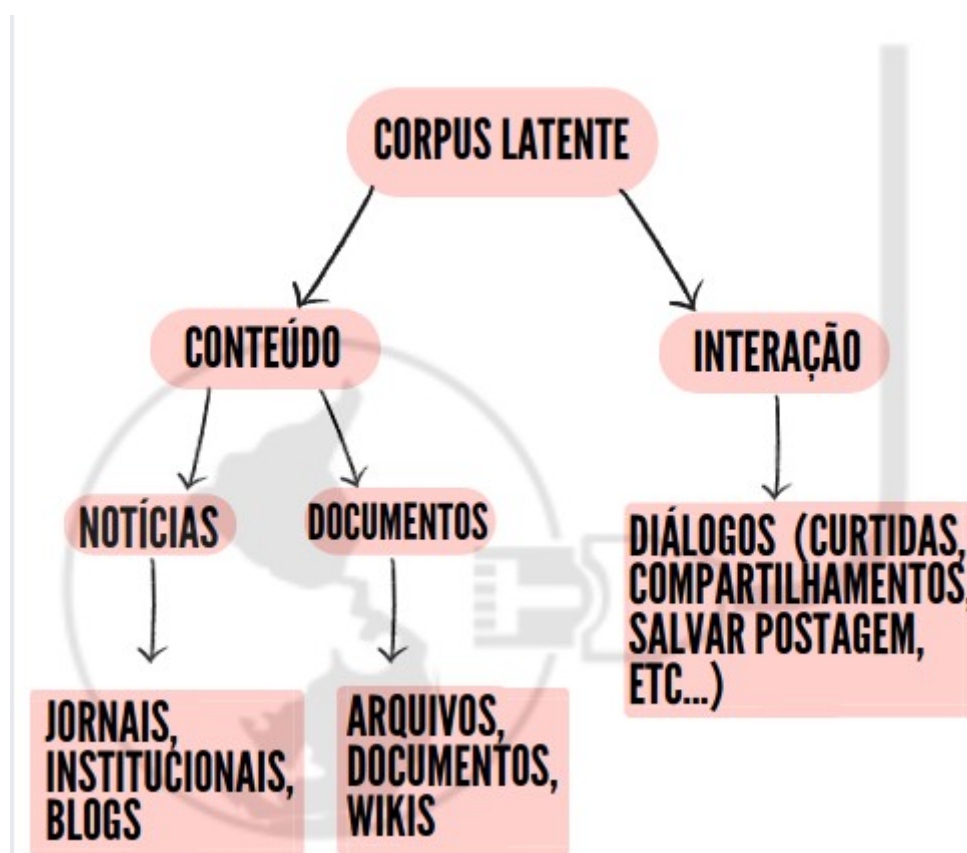 CORPUS LATENTE
CONTEÚDO
INTERAÇÃO
NOTÍCIAS
DOCUMENTOS
DIÁLOGOS (CURTIDAS,
COMPARTILHAMENTOS,
SALVAR POSTAGEM,
ETC...)
JORNAIS,
INSTITUCIONAIS,
BLOGS
ARQUIVOS,
DOCUMENTOS,
WIKIS